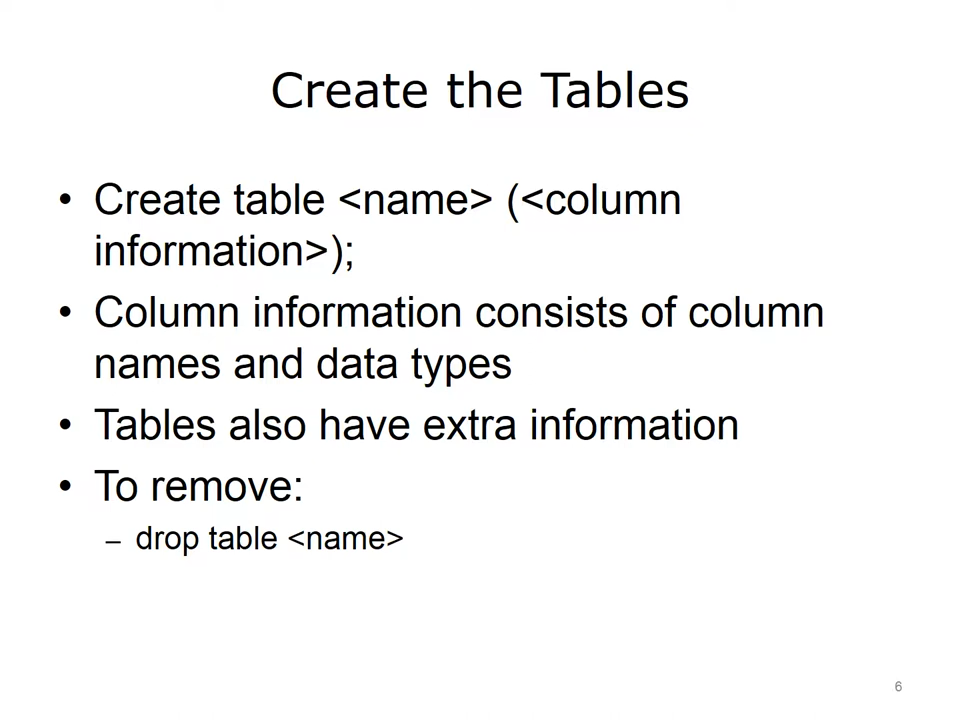 Create the Tables
• Create table <name> (<column
information>);
• Column information consists of column
names and data types
• Tables also have extra information
• To remove:
– drop table <name>
6